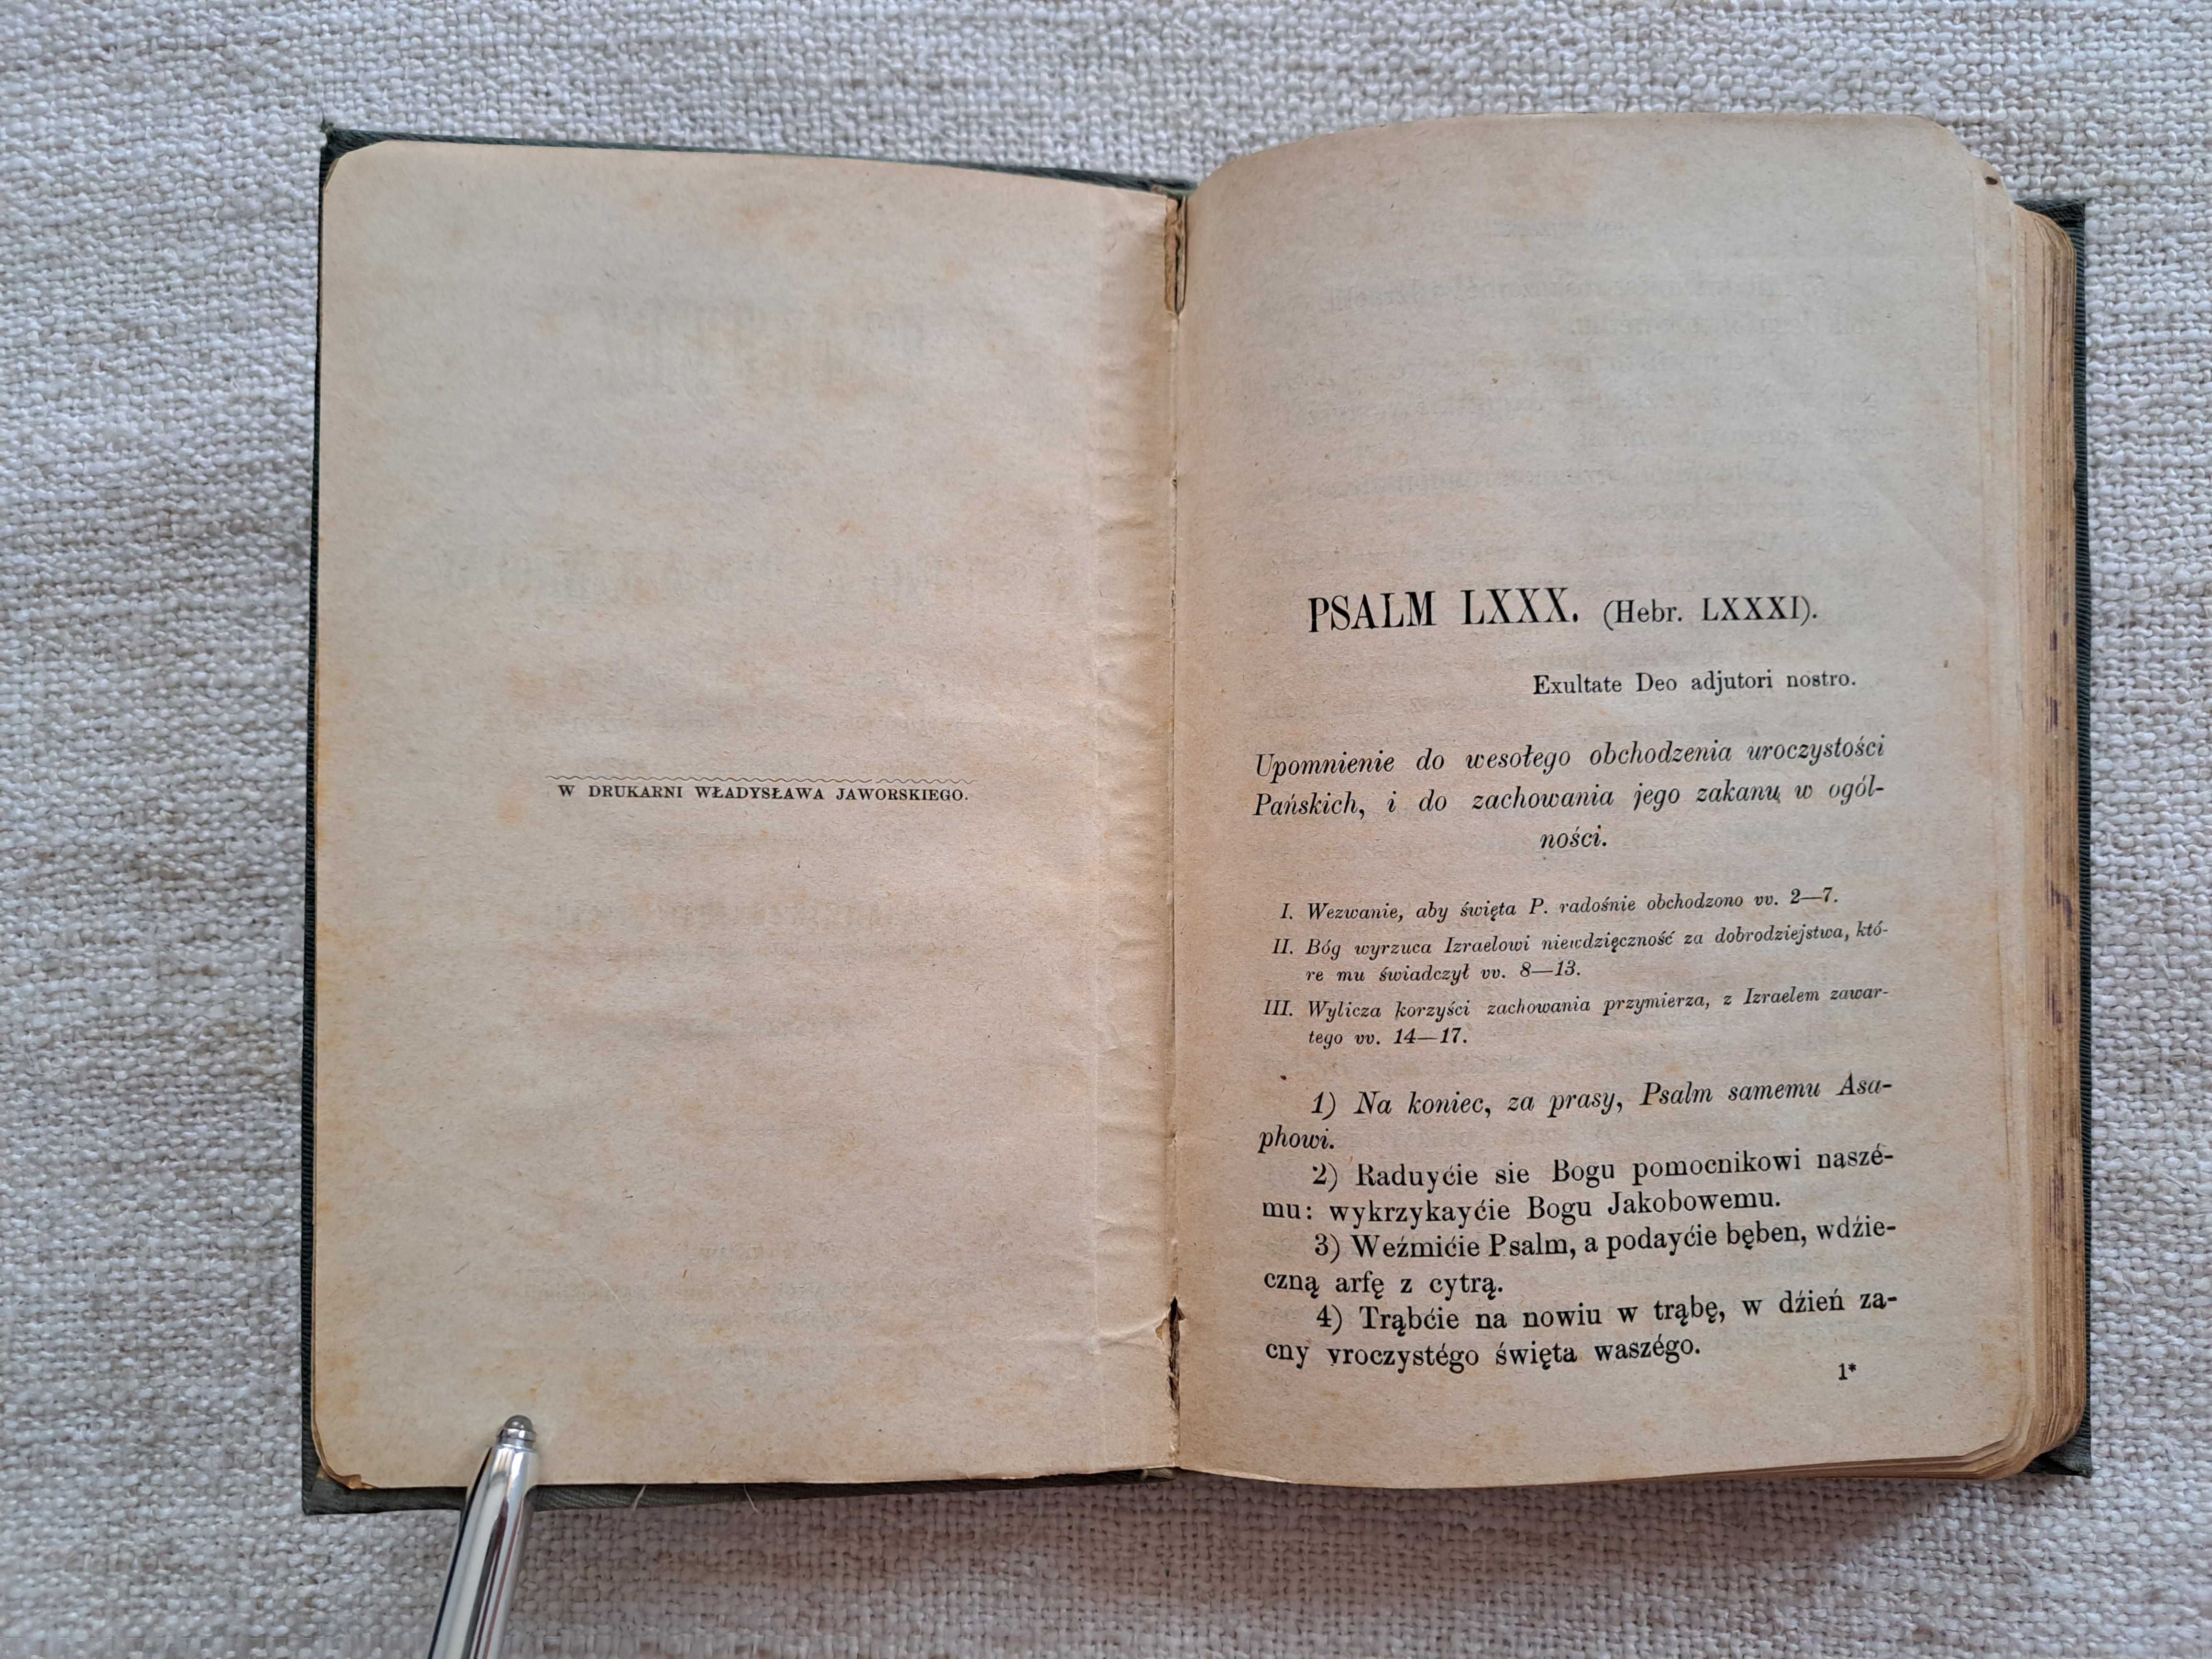 W DRUKARNI WŁADYSŁAWA JAWORSKIEGO.
PSALM LXXX. (Hebr. LXXXI).
Exultate Deo adjutori nostro.
Upomnienie do wesołego obchodzenia uroczystości
Pańskich, i do zachowania jego zakanu w ogól-
ności.
I. Wezwanie, aby święta P. radośnie obchodzono vv. 2—7.
II. Bóg wyrzuca Izraelowi niewdzięczność za dobrodziejstwa, któ-
re mu świadczył vv. 8—13.
III. Wylicza korzyści zachowania przymierza, z Izraelem zawar-
tego vv. 14—17.
1) Na koniec, za prasy, Psalm samemu Asa-
phowi.
2) Raduyćie sie Bogu pomocnikowi naszé-
mu: wykrzykayćie Bogu Jakobowemu.
3) Weźmićie Psalm, a podayćie bęben, wdźie-
czną arfę z cytrą.
4) Trąbćie na nowiu w trąbę, w dźień za-
cny vroczystégo święta waszégo.
1*